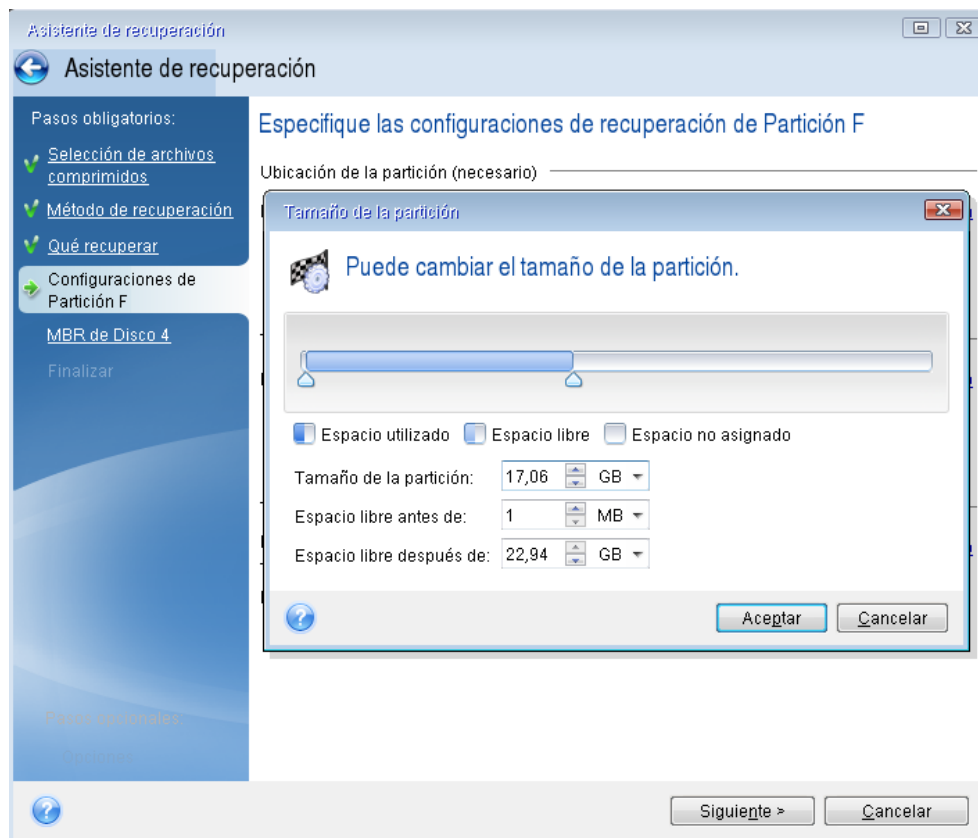 Asistente de recuperación
Asistente de recuperación
Pasos obligatorios:
Selección de archivos
comprimidos
Método de recuperación
Qué recuperar
Configuraciones de
Partición F
MBR de Disco 4
Finalizar
Pasos opcionales:
Opciones
Especifique las configuraciones de recuperación de Partición F
Ubicación de la partición (necesario)
Tamaño de la partición
Puede cambiar el tamaño de la partición.
Espacio utilizado Espacio libre Espacio no asignado
Tamaño de la partición: 17,06 GB
Espacio libre antes de: 1 MB
Espacio libre después de: 22,94 GB
Aceptar Cancelar
Siguiente > Cancelar